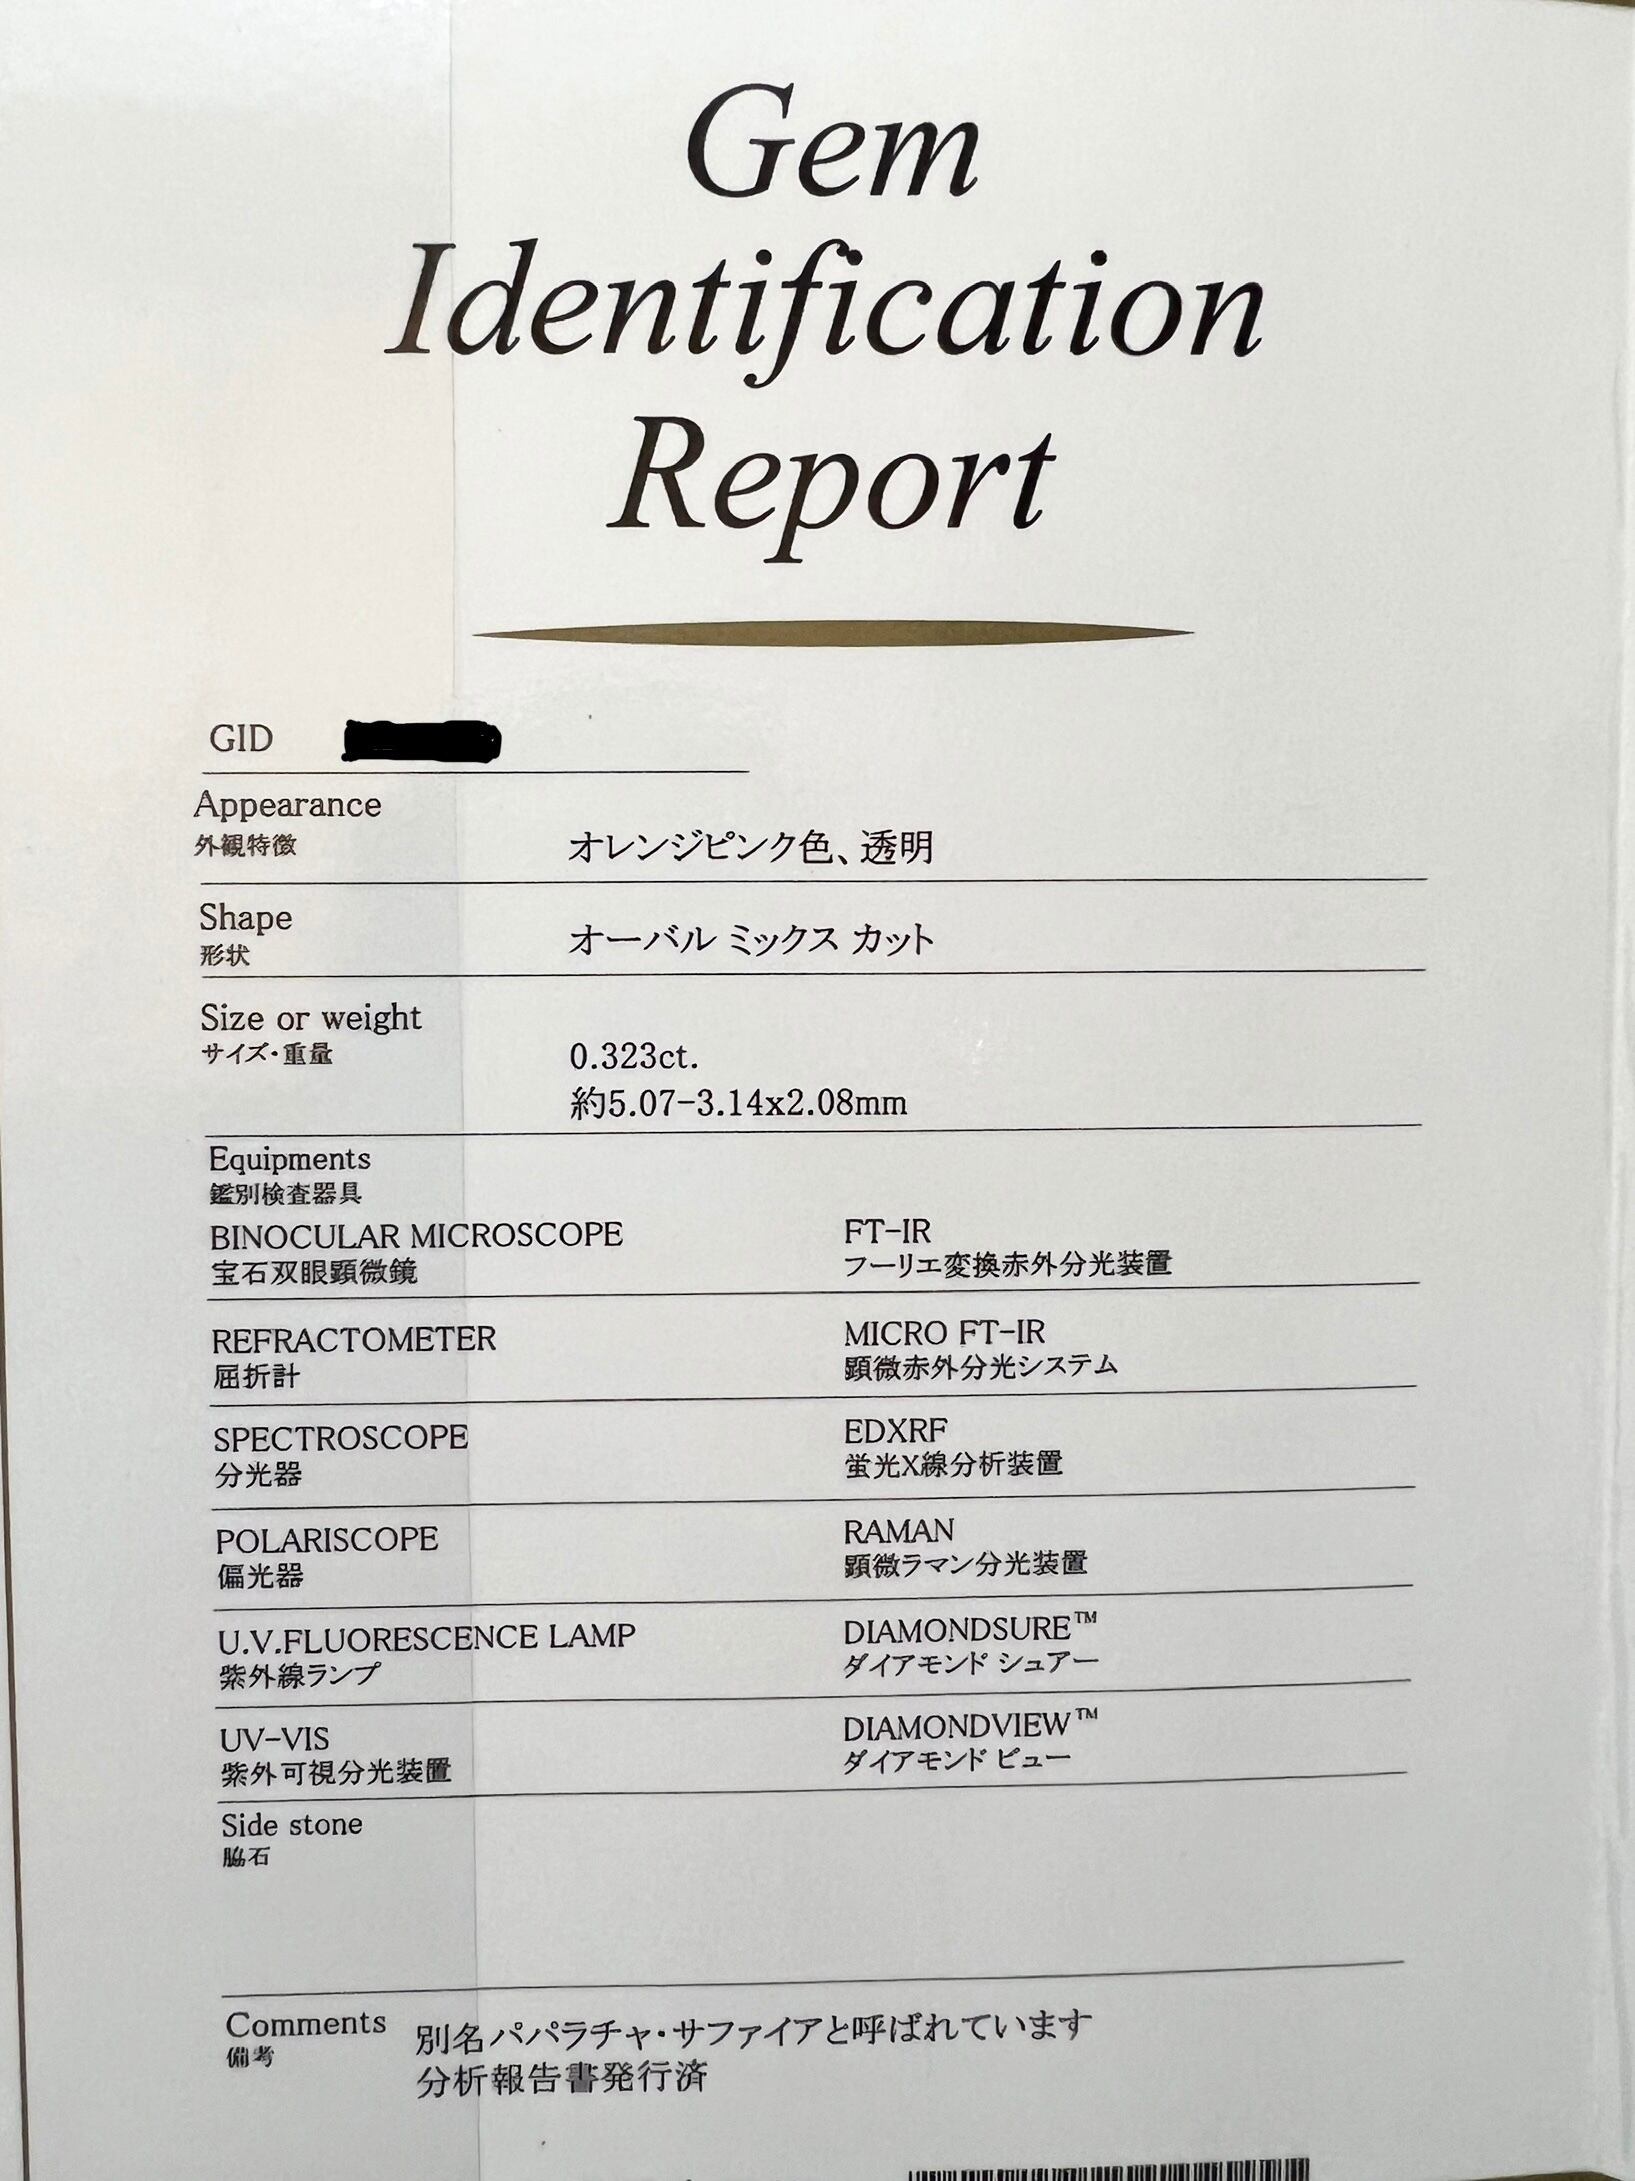 Gem
Identification
Report
GID
Appearance
外観特徴
オレンジピンク色、透明
Shape
形状
オーバル ミックス カット
Size or weight
サイズ・重量
0.323ct.
約5.07-3.14x2.08mm
Equipments
鑑別検査器具
BINOCULAR MICROSCOPE
宝石双眼顕微鏡
FT-IR
フーリエ変換赤外分光装置
REFRACTOMETER
屈折計
MICRO FT-IR
顕微赤外分光システム
SPECTROSCOPE
分光器
EDXRF
蛍光X線分析装置
POLARISCOPE
偏光器
RAMAN
顕微ラマン分光装置
U.V.FLUORESCENCE LAMP
紫外線ランプ
DIAMONDSURE™
ダイアモンド シュアー
UV-VIS
紫外可視分光装置
DIAMONDVIEW™
ダイアモンド ビュー
Side stone
脇石
Comments
備考
別名パパラチャ・サファイアと呼ばれています
分析報告書発行済